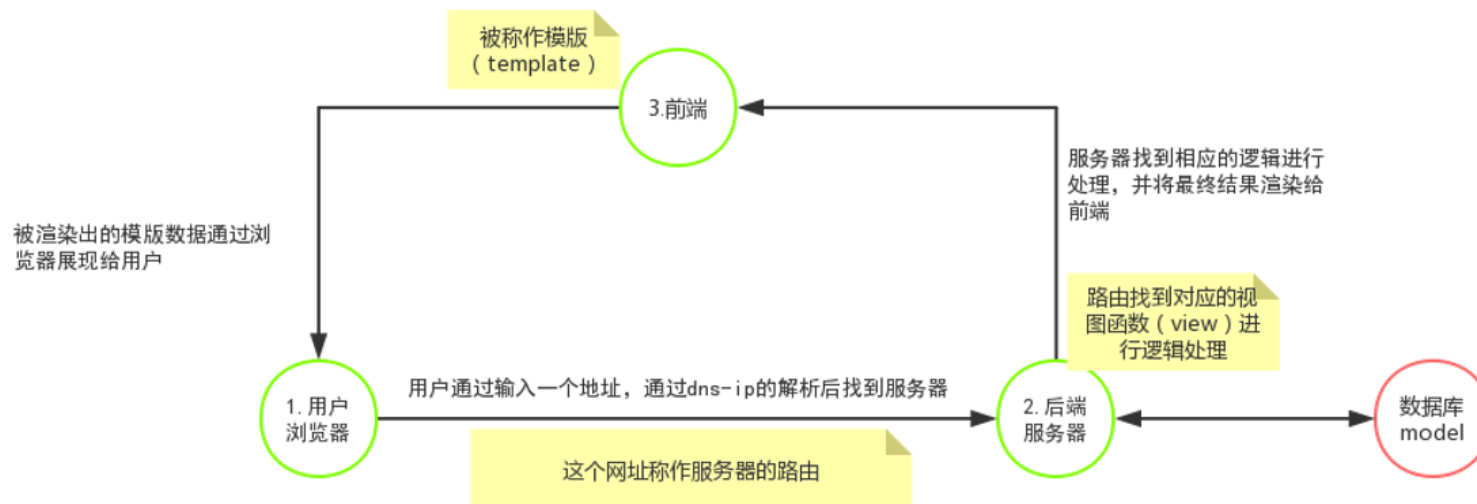 被称作模版
（template）
3.前端
服务器找到相应的逻辑进行
处理，并将最终结果渲染给
前端
被渲染出的模版数据通过浏
览器展现给用户
路由找到对应的视
图函数（view）进
行逻辑处理
用户通过输入一个地址，通过dns-ip的解析后找到服务器
1.用户
浏览器
2.后端
服务器
数据库
model
这个网址称作服务器的路由